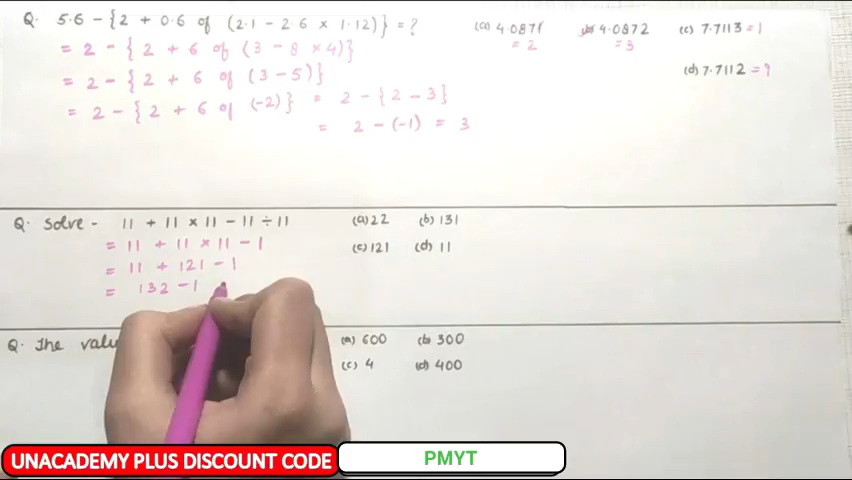 Q. 5.6 - {2 + 0.6 of (2.1 - 2.6 × 1.12)} = ? (a) 4.0871 (b) 4.0872 (c) 7.7113 = 1
= 2 = 3
= 2 - {2 + 6 of (3 - 8 × 4)}
(d) 7.7112 = 9
= 2 - {2 + 6 of (3 - 5)}
= 2 - {2 + 6 of (-2)} = 2 - {2 - 3}
= 2 - (-1) = 3
Q. Solve - 11 + 11 × 11 - 11 ÷ 11 (a) 22 (b) 131
= 11 + 11 × 11 - 1 (c) 121 (d) 11
= 11 + 121 - 1
= 132 - 1
Q. The (a) 600 (b) 300
(c) 4 (d) 400
UNACADEMY PLUS DISCOUNT CODE PMYT